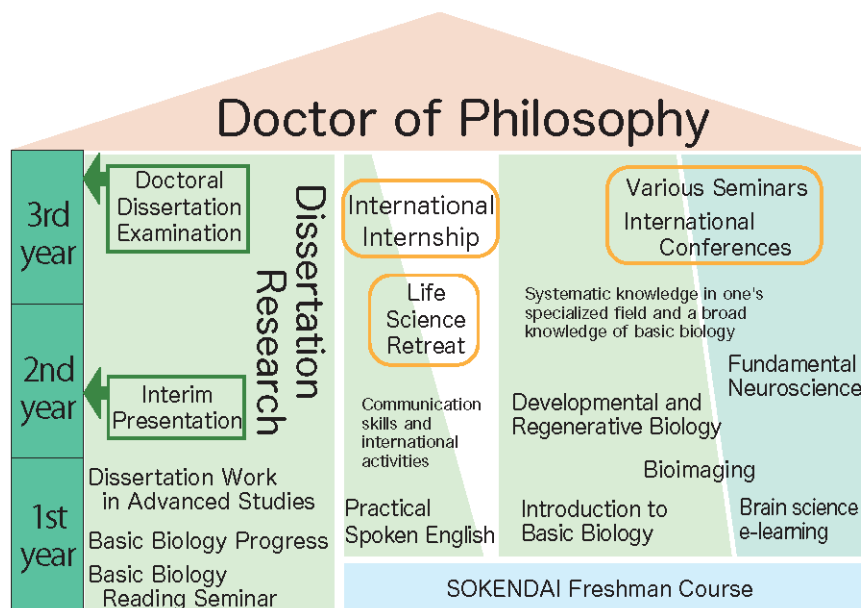 Doctor of Philosophy
3rd
year
2nd
year
1st
year
Doctoral
Dissertation
Examination
Interim
Presentation
Dissertation
Research
Dissertation Work
in Advanced Studies
Basic Biology Progress
Basic Biology
Reading Seminar
International
Internship
Life
Science
Retreat
Communication
skills and
international
activities
Practical
Spoken English
Various Seminars
International
Conferences
Systematic knowledge in one's
specialized field and a broad
knowledge of basic biology
Fundamental
Neuroscience
Developmental and
Regenerative Biology
Bioimaging
Introduction to
Basic Biology
Brain science
e-learning
SOKENDAI Freshman Course